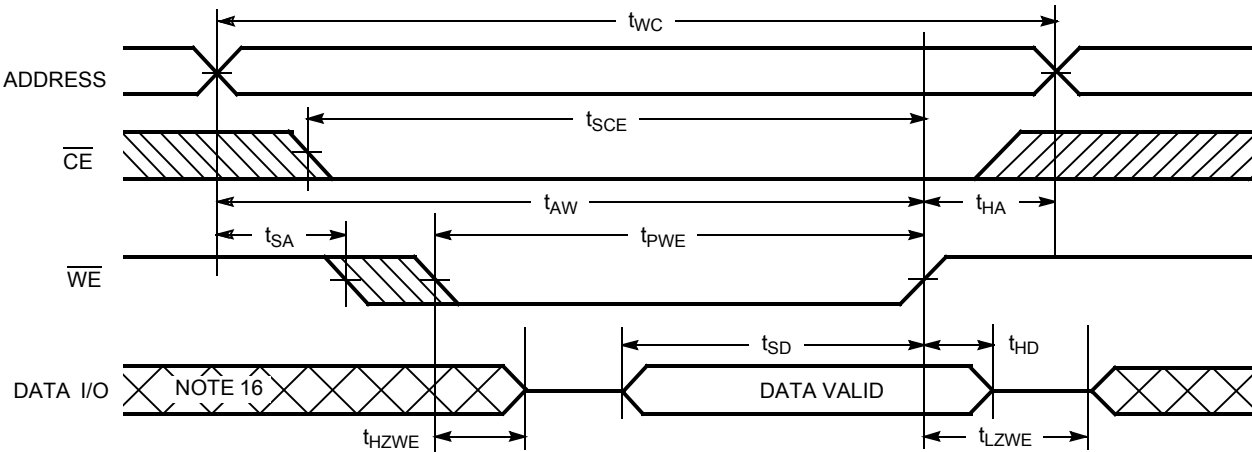 tWC
ADDRESS
tSCE
CE
tAW
tHA
tSA
tPWE
WE
tSD
tHD
DATA I/O
NOTE 16
DATA VALID
tHZWE
tLZWE